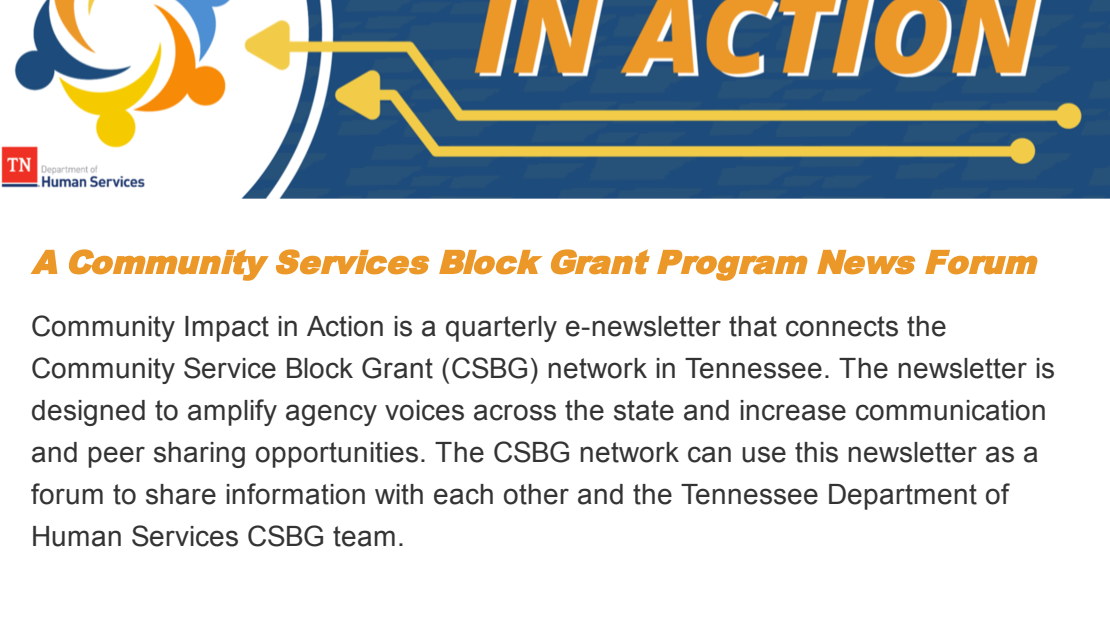 IN ACTION
TN
Department of
Human Services
A Community Services Block Grant Program News Forum
Community Impact in Action is a quarterly e-newsletter that connects the
Community Service Block Grant (CSBG) network in Tennessee. The newsletter is
designed to amplify agency voices across the state and increase communication
and peer sharing opportunities. The CSBG network can use this newsletter as a
forum to share information with each other and the Tennessee Department of
Human Services CSBG team.